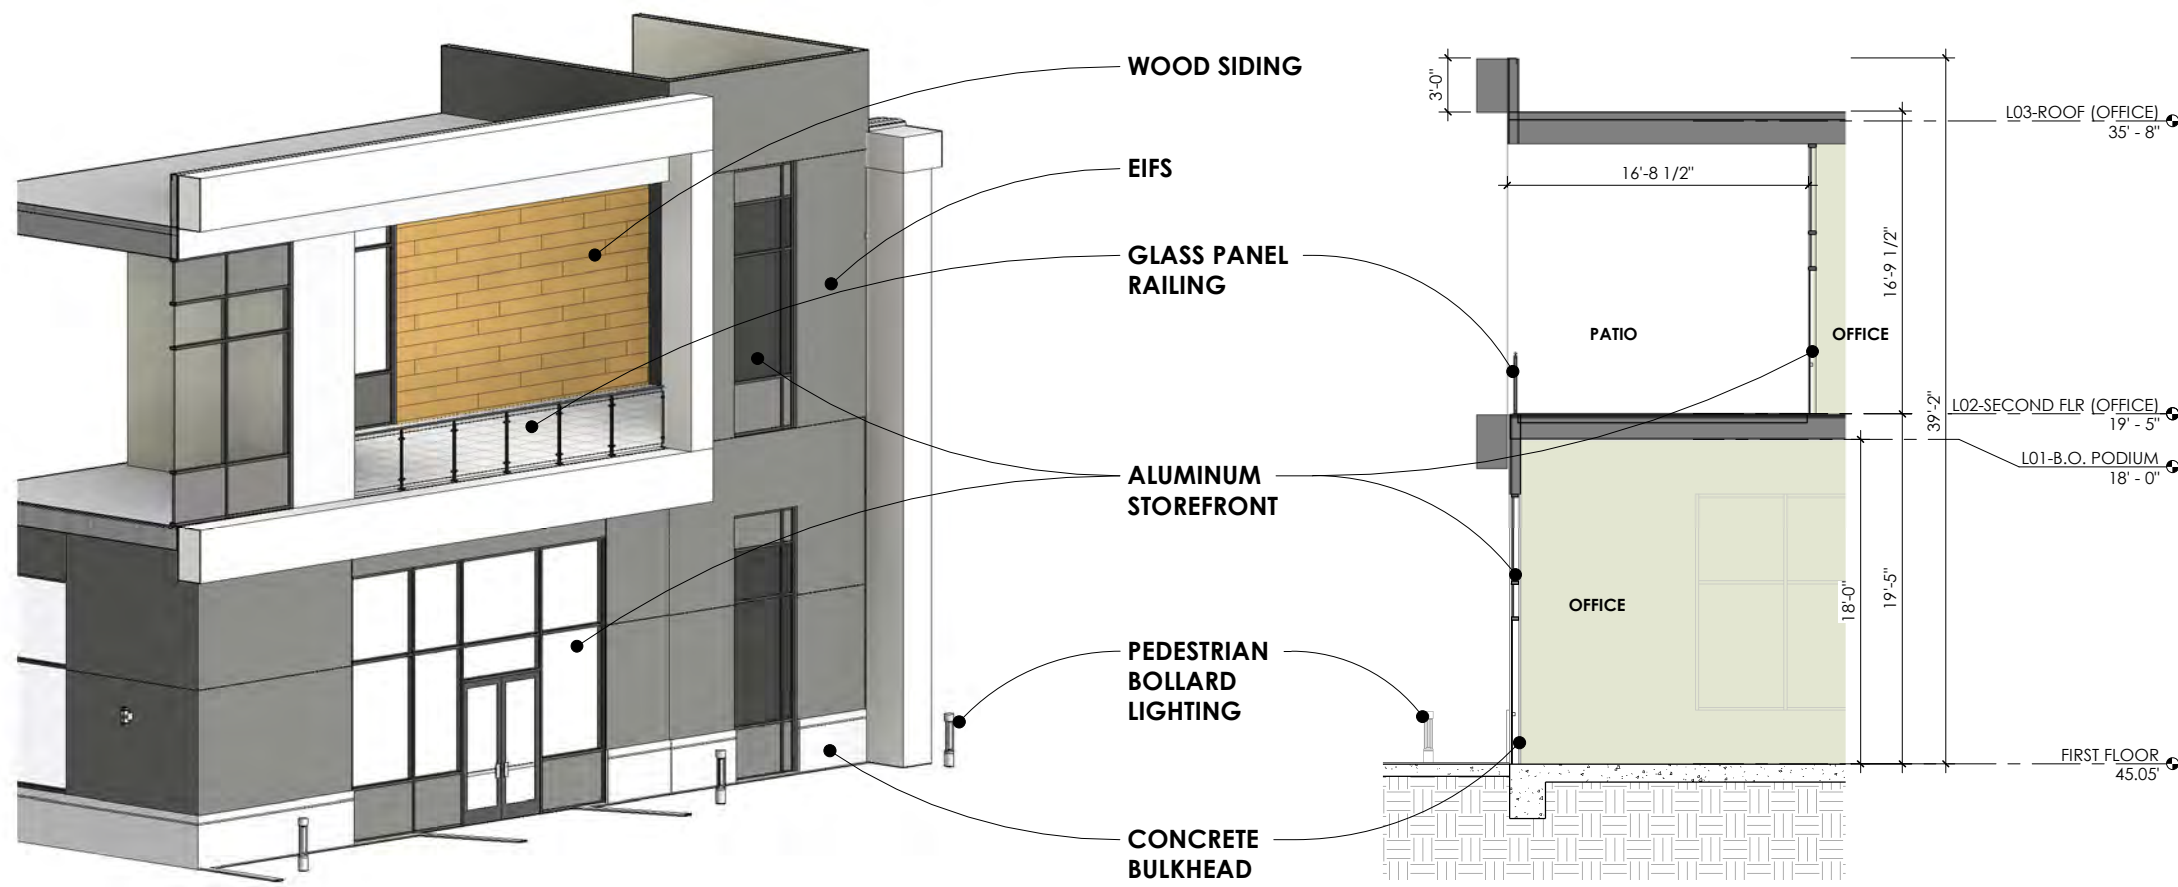 WOOD SIDING
EIFS
GLASS PANEL
RAILING
ALUMINUM
STOREFRONT
PEDESTRIAN
BOLLARD
LIGHTING
CONCRETE
BULKHEAD
3'-0"
16'-8 1/2"
PATIO
OFFICE
OFFICE
16'-9 1/2"
39'-2"
18'-0"
19'-5"
L03-ROOF (OFFICE)
35' - 8"
L02-SECOND FLR (OFFICE)
19' - 5"
L01-B.O. PODIUM
18' - 0"
FIRST FLOOR
45.05'